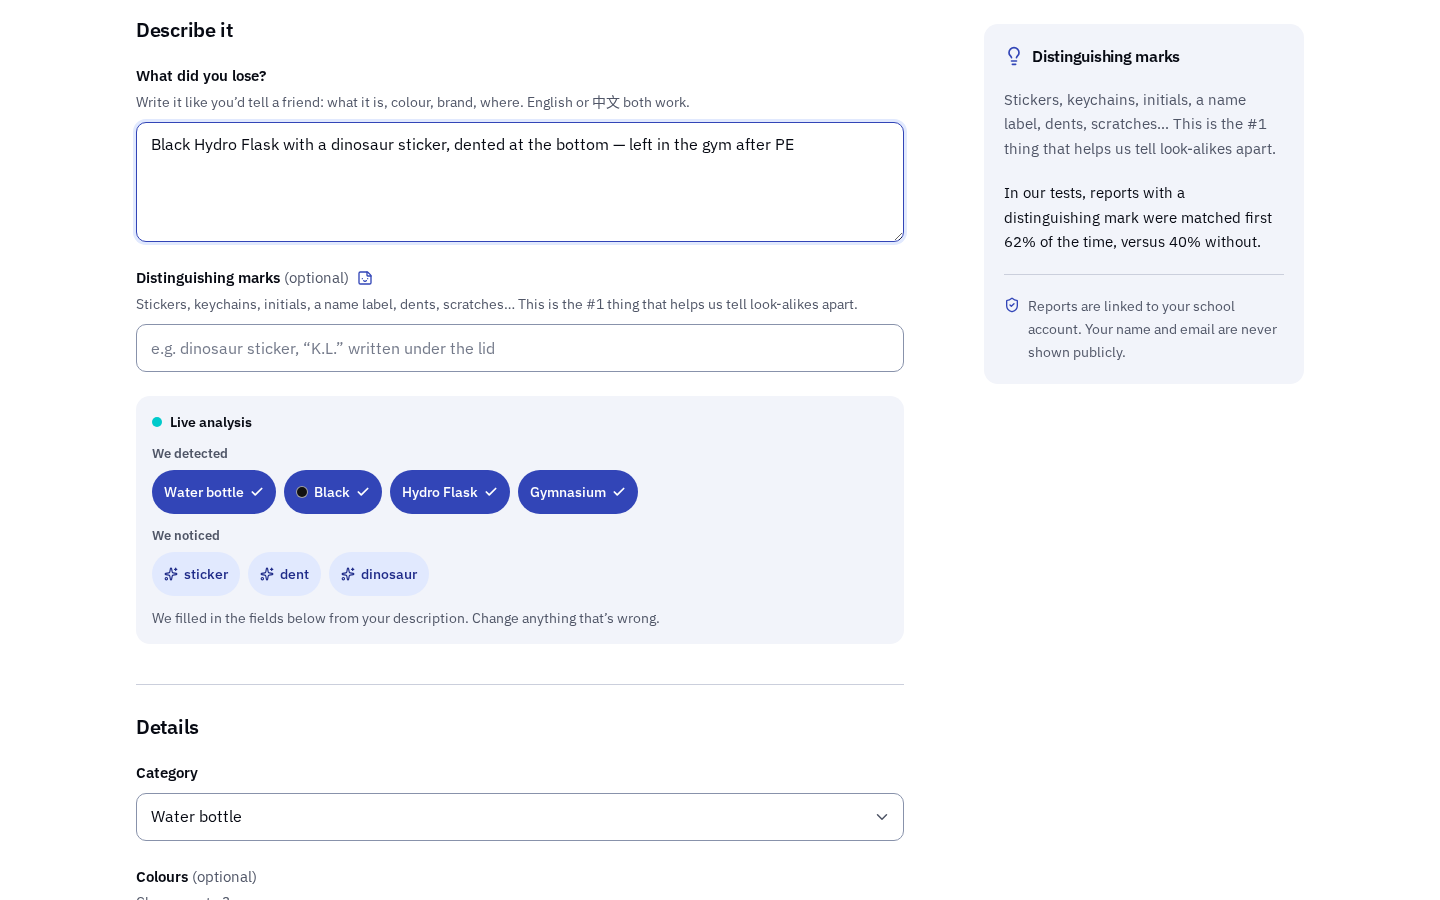 Describe it
What did you lose?
Write it like you’d tell a friend: what it is, colour, brand, where. English or 中文 both work.
Black Hydro Flask with a dinosaur sticker, dented at the bottom — left in the gym after PE
Distinguishing marks (optional)
Stickers, keychains, initials, a name label, dents, scratches… This is the #1 thing that helps us tell look-alikes apart.
e.g. dinosaur sticker, “K.L.” written under the lid
Live analysis
We detected
Water bottle
Black
Hydro Flask
Gymnasium
We noticed
sticker
dent
dinosaur
We filled in the fields below from your description. Change anything that’s wrong.
Details
Category
Water bottle
Colours (optional)
Distinguishing marks
Stickers, keychains, initials, a name
label, dents, scratches… This is the #1
thing that helps us tell look-alikes apart.
In our tests, reports with a
distinguishing mark were matched first
62% of the time, versus 40% without.
Reports are linked to your school
account. Your name and email are never
shown publicly.